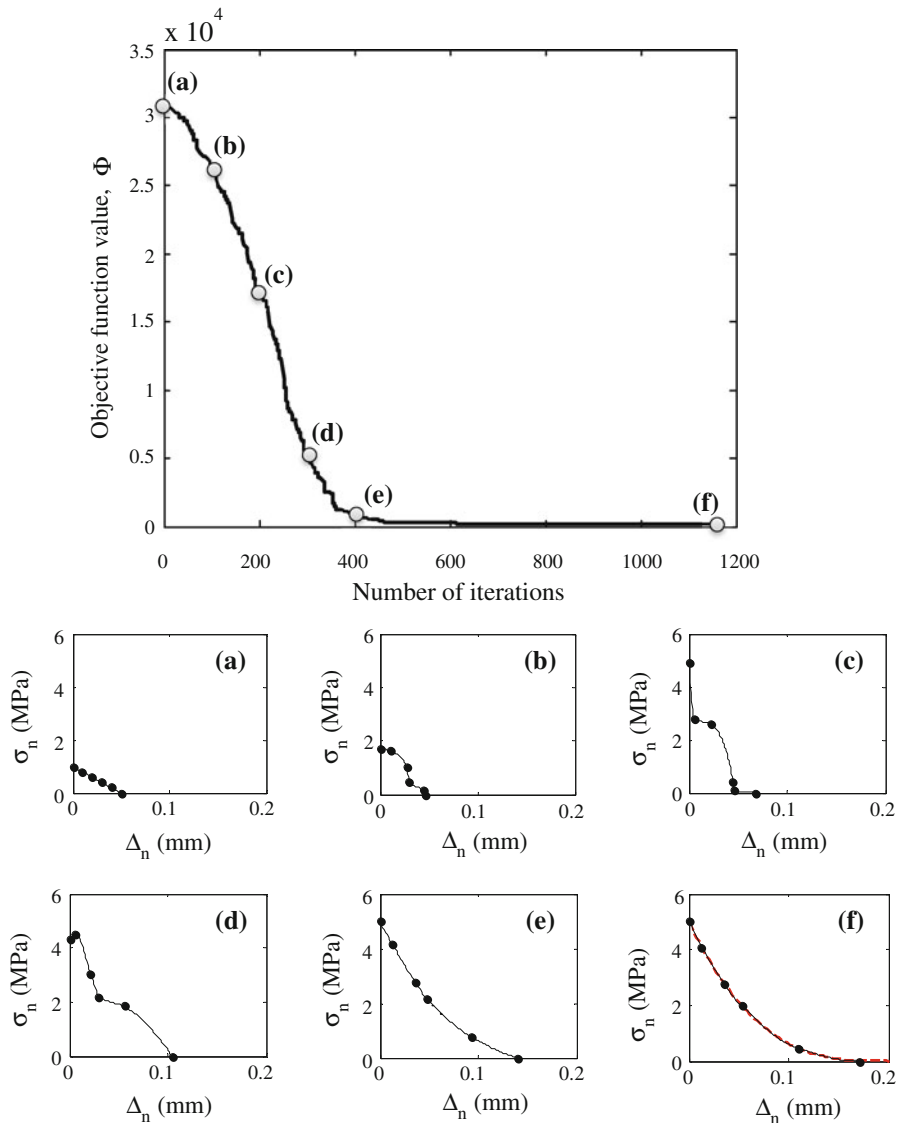 x 10^4
3.5
3
2.5
2
1.5
1
0.5
0
Objective function value, Φ
(a)
(b)
(c)
(d)
(e)
(f)
0 200 400 600 800 1000 1200
Number of iterations
6
4
2
0
σn (MPa)
(a)
0 0.1 0.2
Δn (mm)
6
4
2
0
σn (MPa)
(b)
0 0.1 0.2
Δn (mm)
6
4
2
0
σn (MPa)
(c)
0 0.1 0.2
Δn (mm)
6
4
2
0
σn (MPa)
(d)
0 0.1 0.2
Δn (mm)
6
4
2
0
σn (MPa)
(e)
0 0.1 0.2
Δn (mm)
6
4
2
0
σn (MPa)
(f)
0 0.1 0.2
Δn (mm)